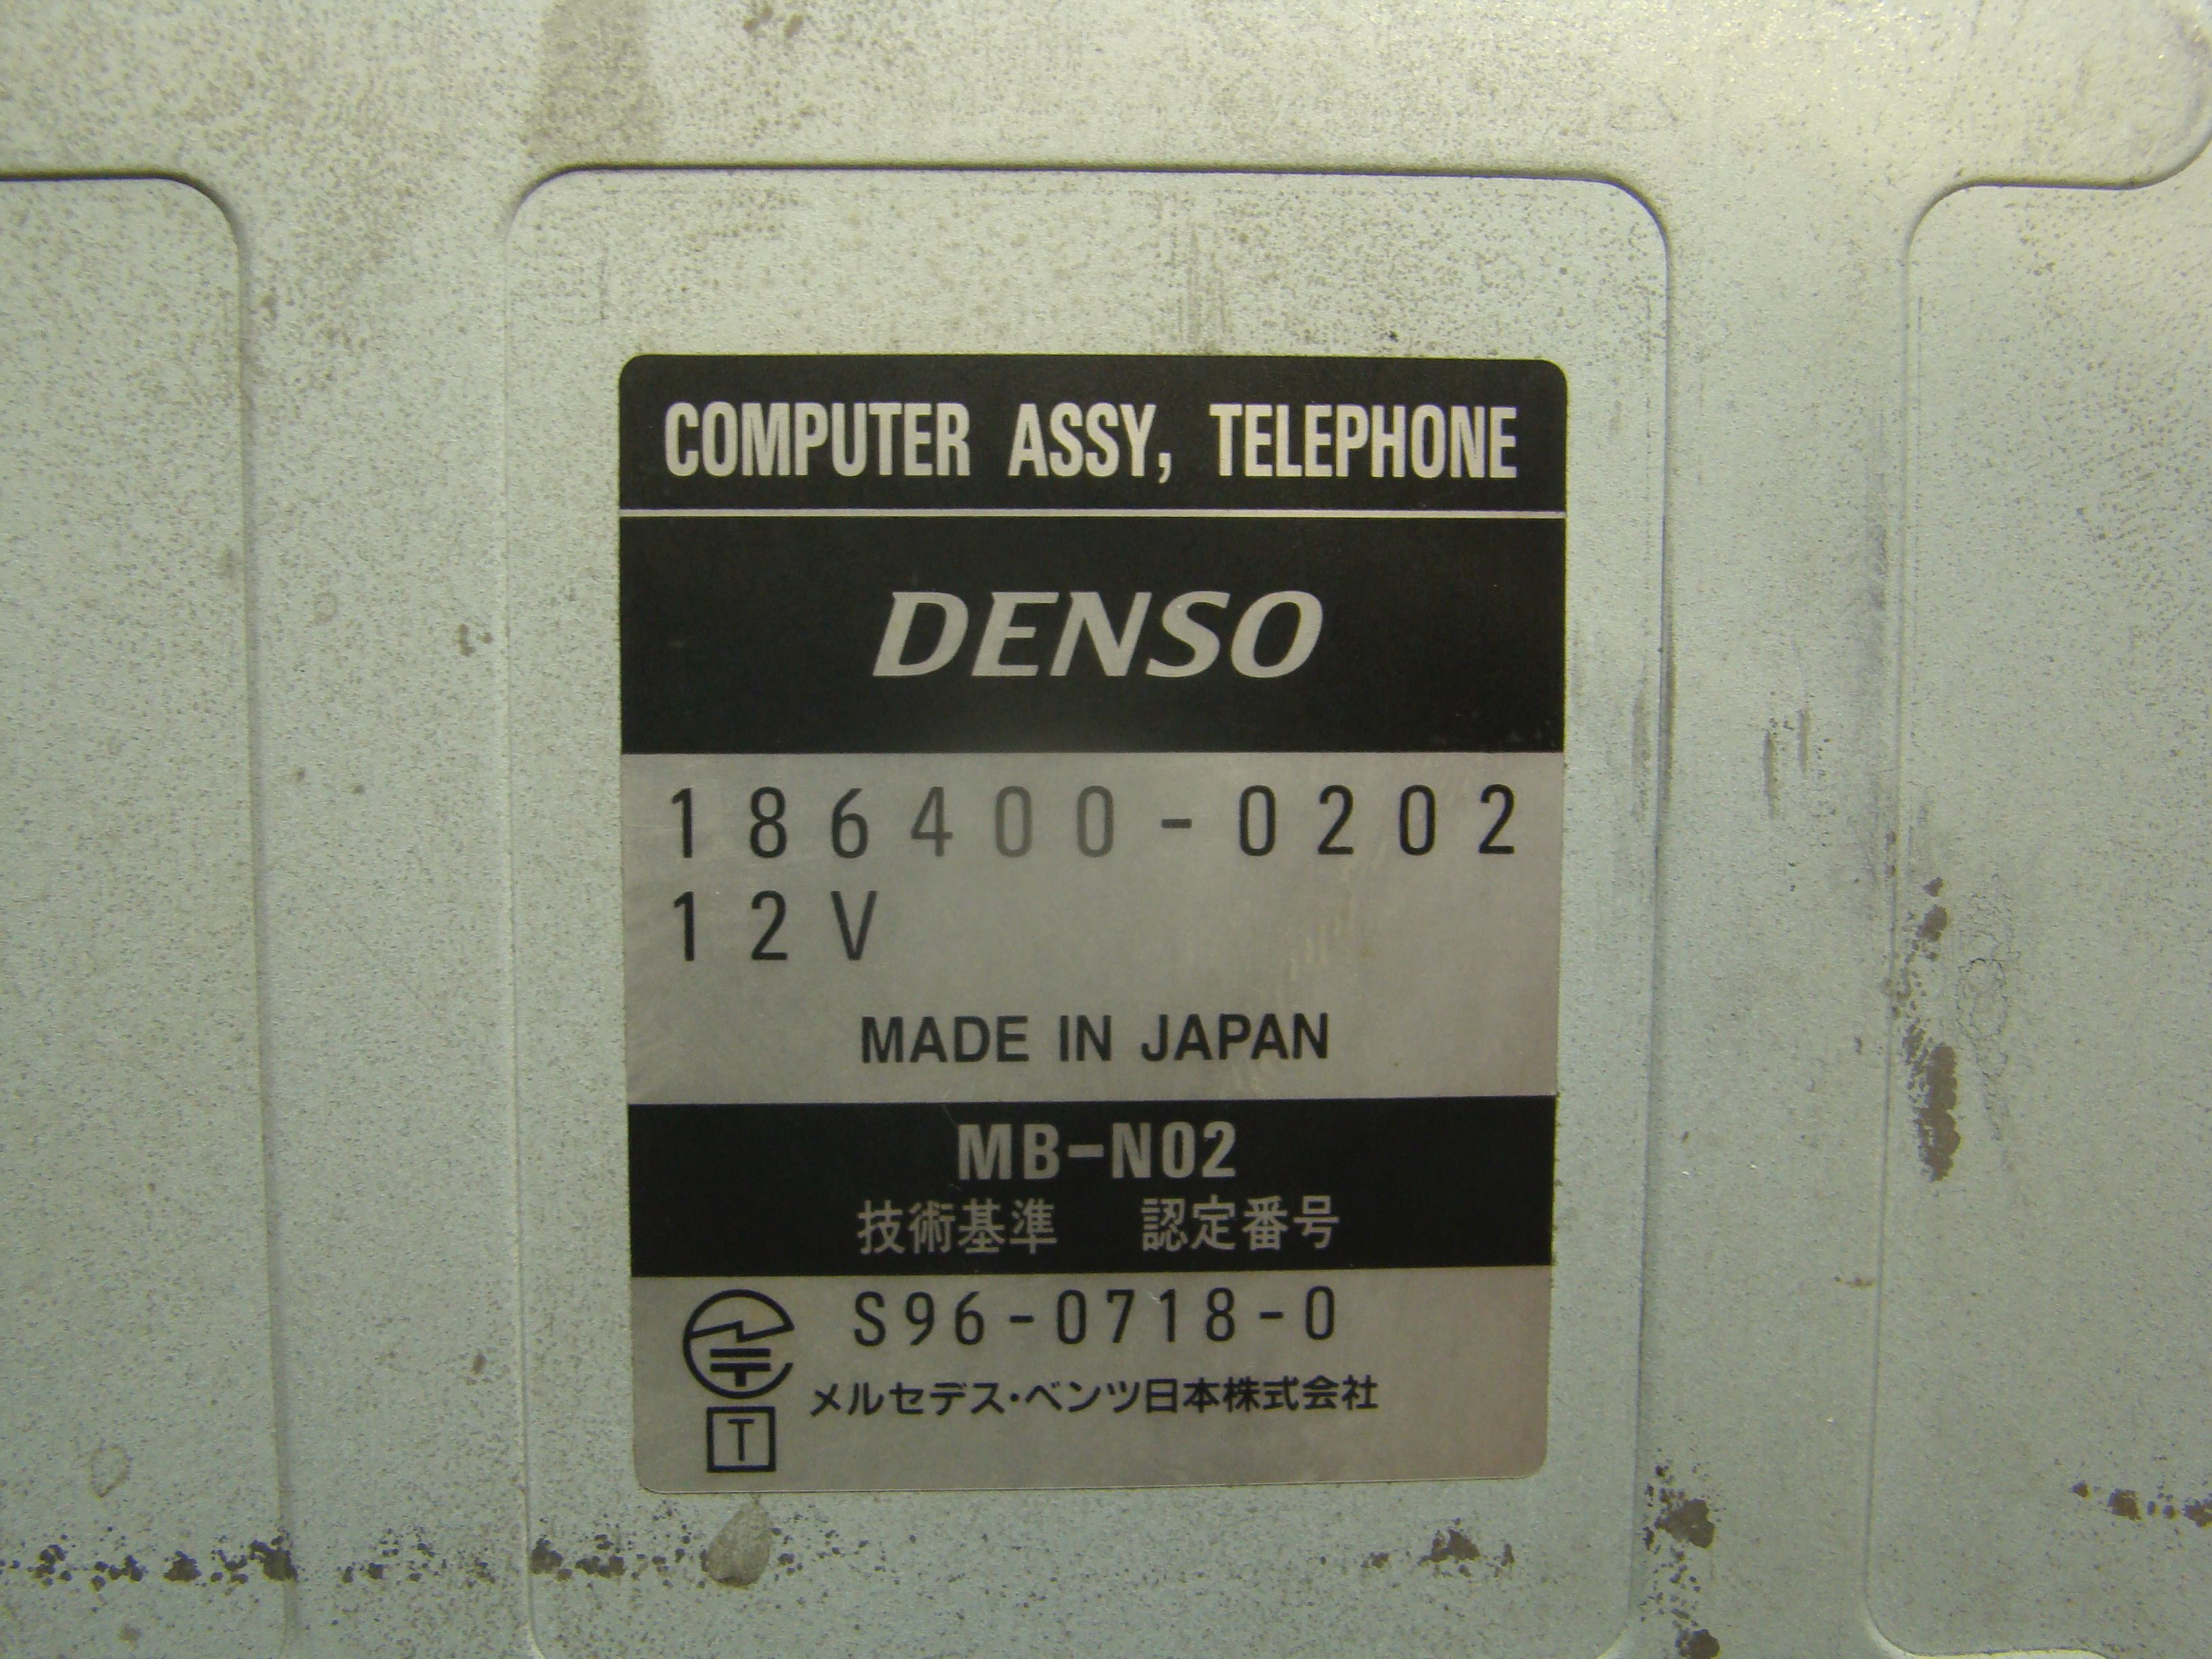 COMPUTER ASSY, TELEPHONE
DENSO
186400-0202
12V
MADE IN JAPAN
MB-N02
技術基準 認定番号
S96-0718-0
メルセデス・ベンツ日本株式会社
T